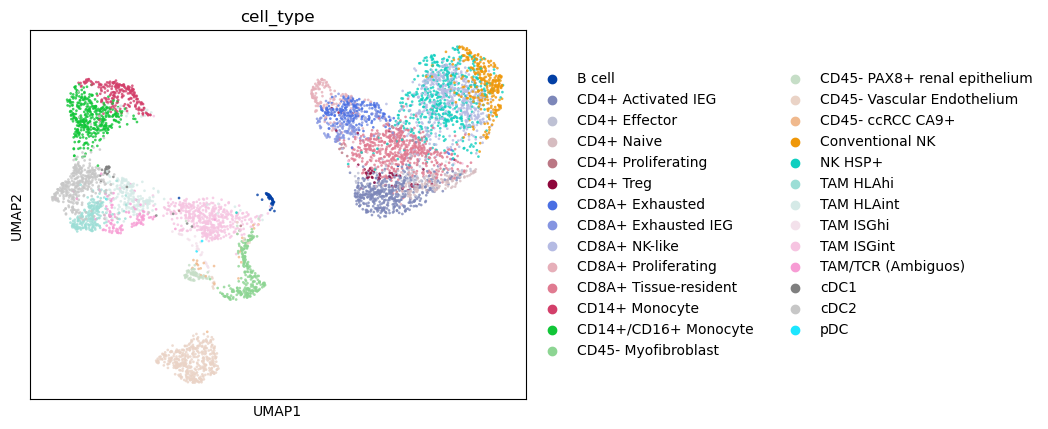 cell_type
UMAP2
UMAP1
B cell
CD4+ Activated IEG
CD4+ Effector
CD4+ Naive
CD4+ Proliferating
CD4+ Treg
CD8A+ Exhausted
CD8A+ Exhausted IEG
CD8A+ NK-like
CD8A+ Proliferating
CD8A+ Tissue-resident
CD14+ Monocyte
CD14+/CD16+ Monocyte
CD45- Myofibroblast
CD45- PAX8+ renal epithelium
CD45- Vascular Endothelium
CD45- ccRCC CA9+
Conventional NK
NK HSP+
TAM HLAhi
TAM HLAint
TAM ISGhi
TAM ISGint
TAM/TCR (Ambiguos)
cDC1
cDC2
pDC